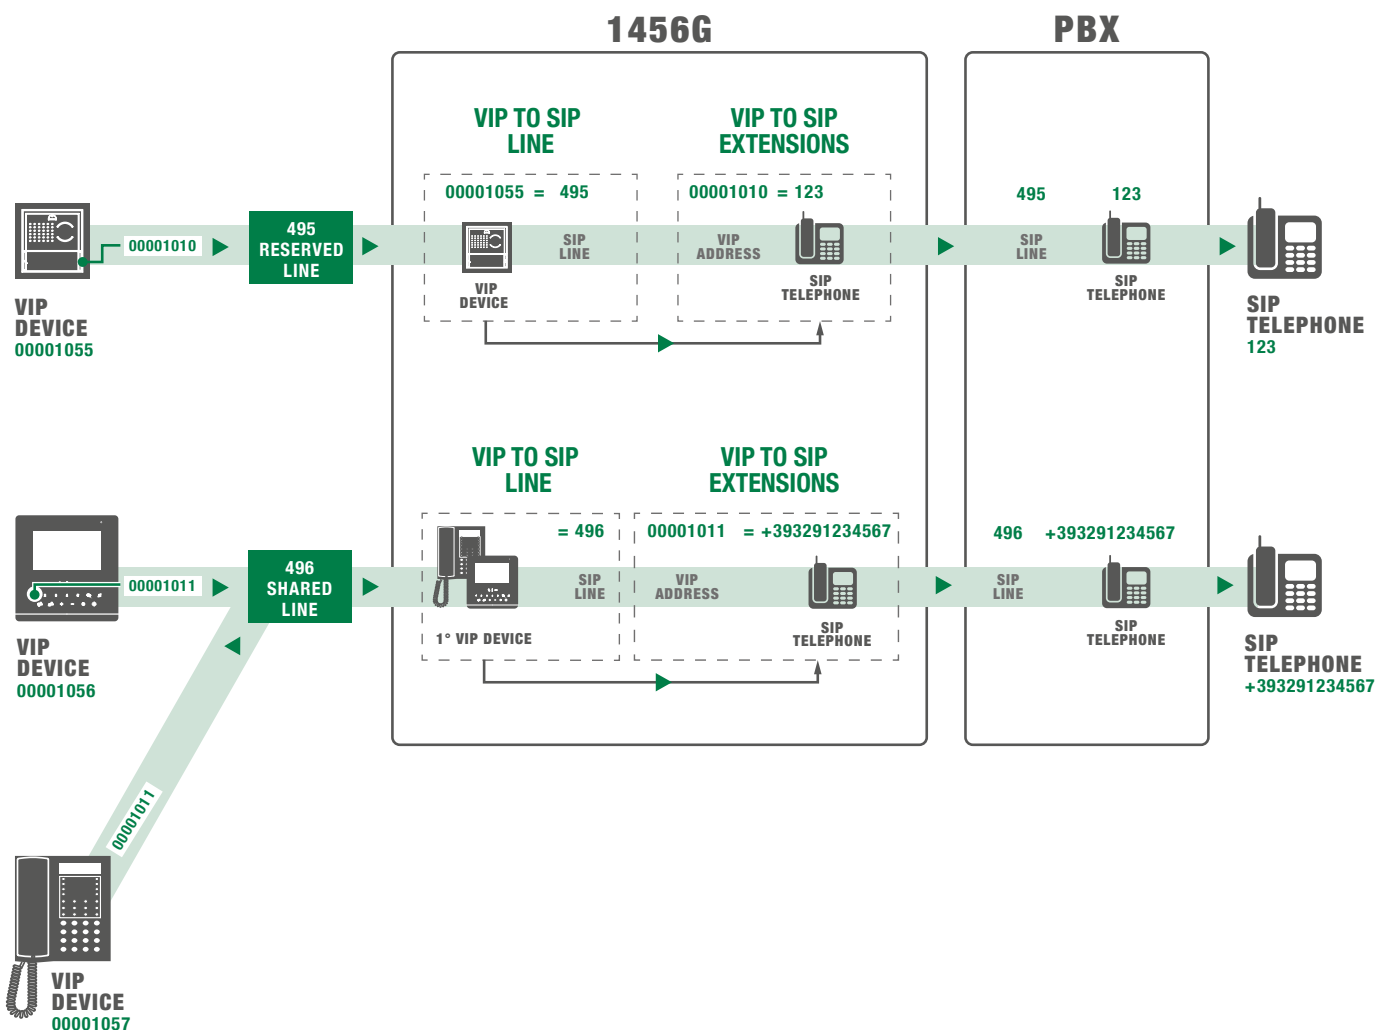 1456G
PBX
VIP TO SIP
LINE
VIP TO SIP
EXTENSIONS
00001055 = 495
00001010 = 123
495
123
00001010
495
RESERVED
LINE
SIP
LINE
VIP
ADDRESS
SIP
LINE
VIP
DEVICE
SIP
TELEPHONE
SIP
TELEPHONE
VIP
DEVICE
00001055
SIP
TELEPHONE
123
VIP TO SIP
LINE
VIP TO SIP
EXTENSIONS
= 496
00001011 = +393291234567
496
+393291234567
00001011
496
SHARED
LINE
SIP
LINE
VIP
ADDRESS
SIP
LINE
1° VIP DEVICE
SIP
TELEPHONE
SIP
TELEPHONE
VIP
DEVICE
00001056
SIP
TELEPHONE
+393291234567
00001011
VIP
DEVICE
00001057